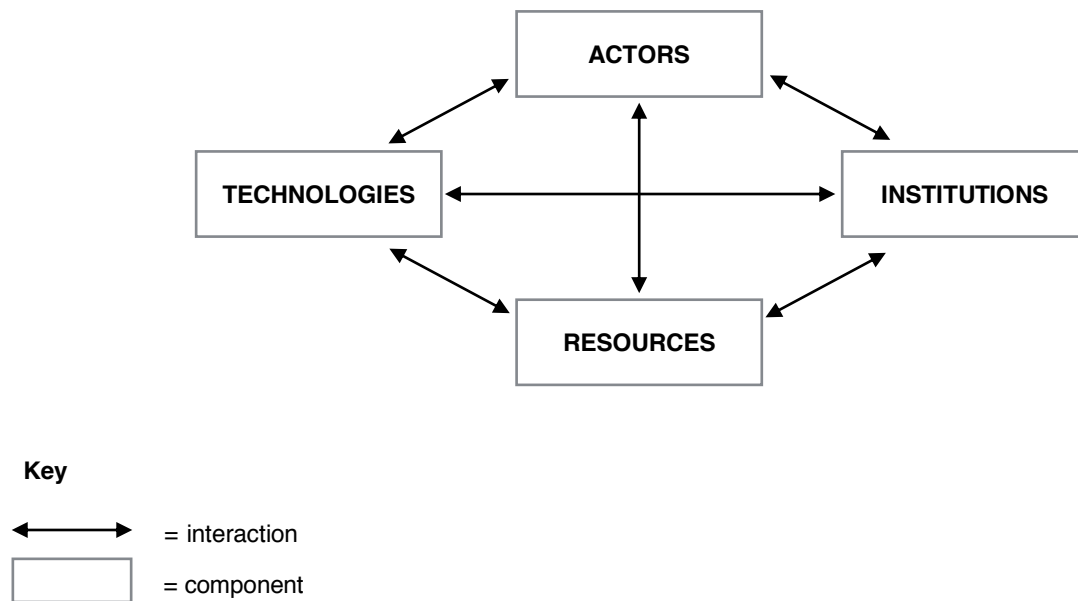 ACTORS
TECHNOLOGIES
INSTITUTIONS
RESOURCES
Key
= interaction
= component